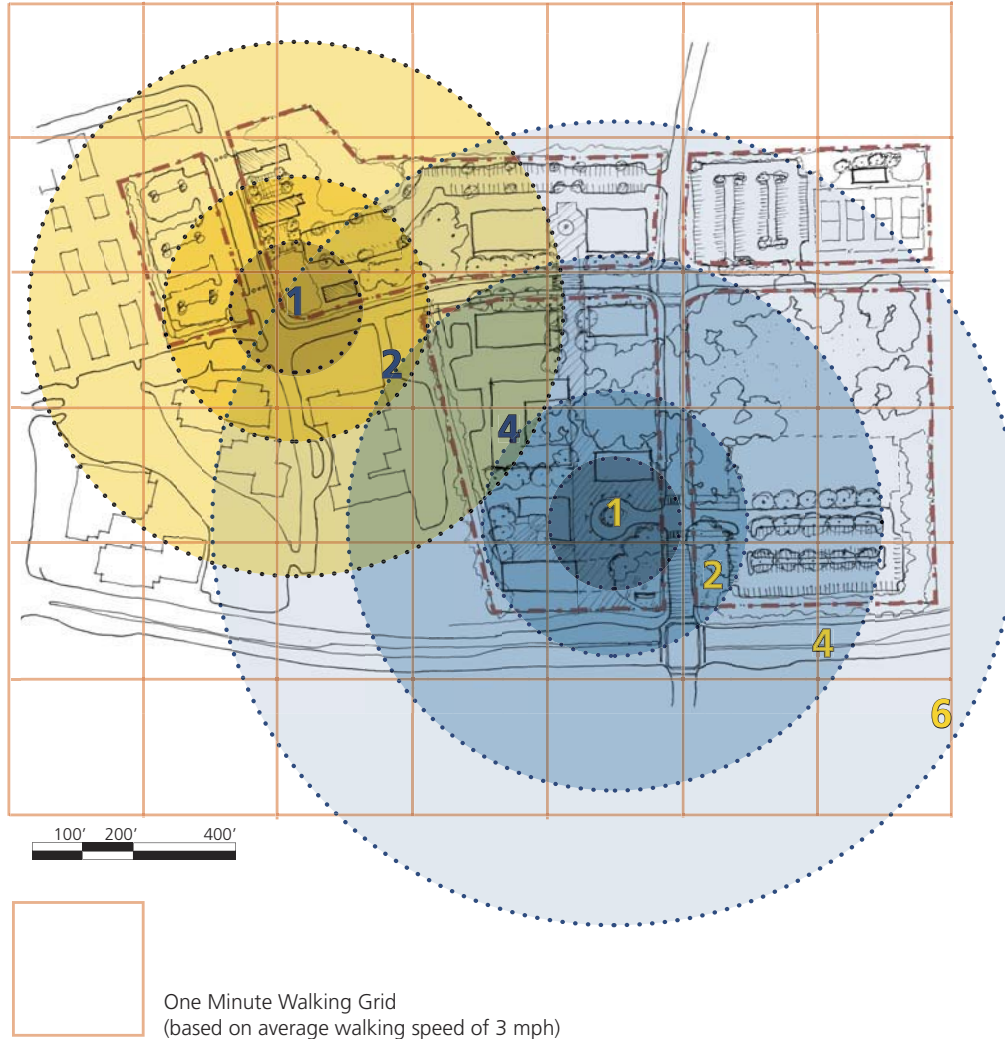 1
2
4
1
2
4
6
100' 200' 400'
One Minute Walking Grid
(based on average walking speed of 3 mph)